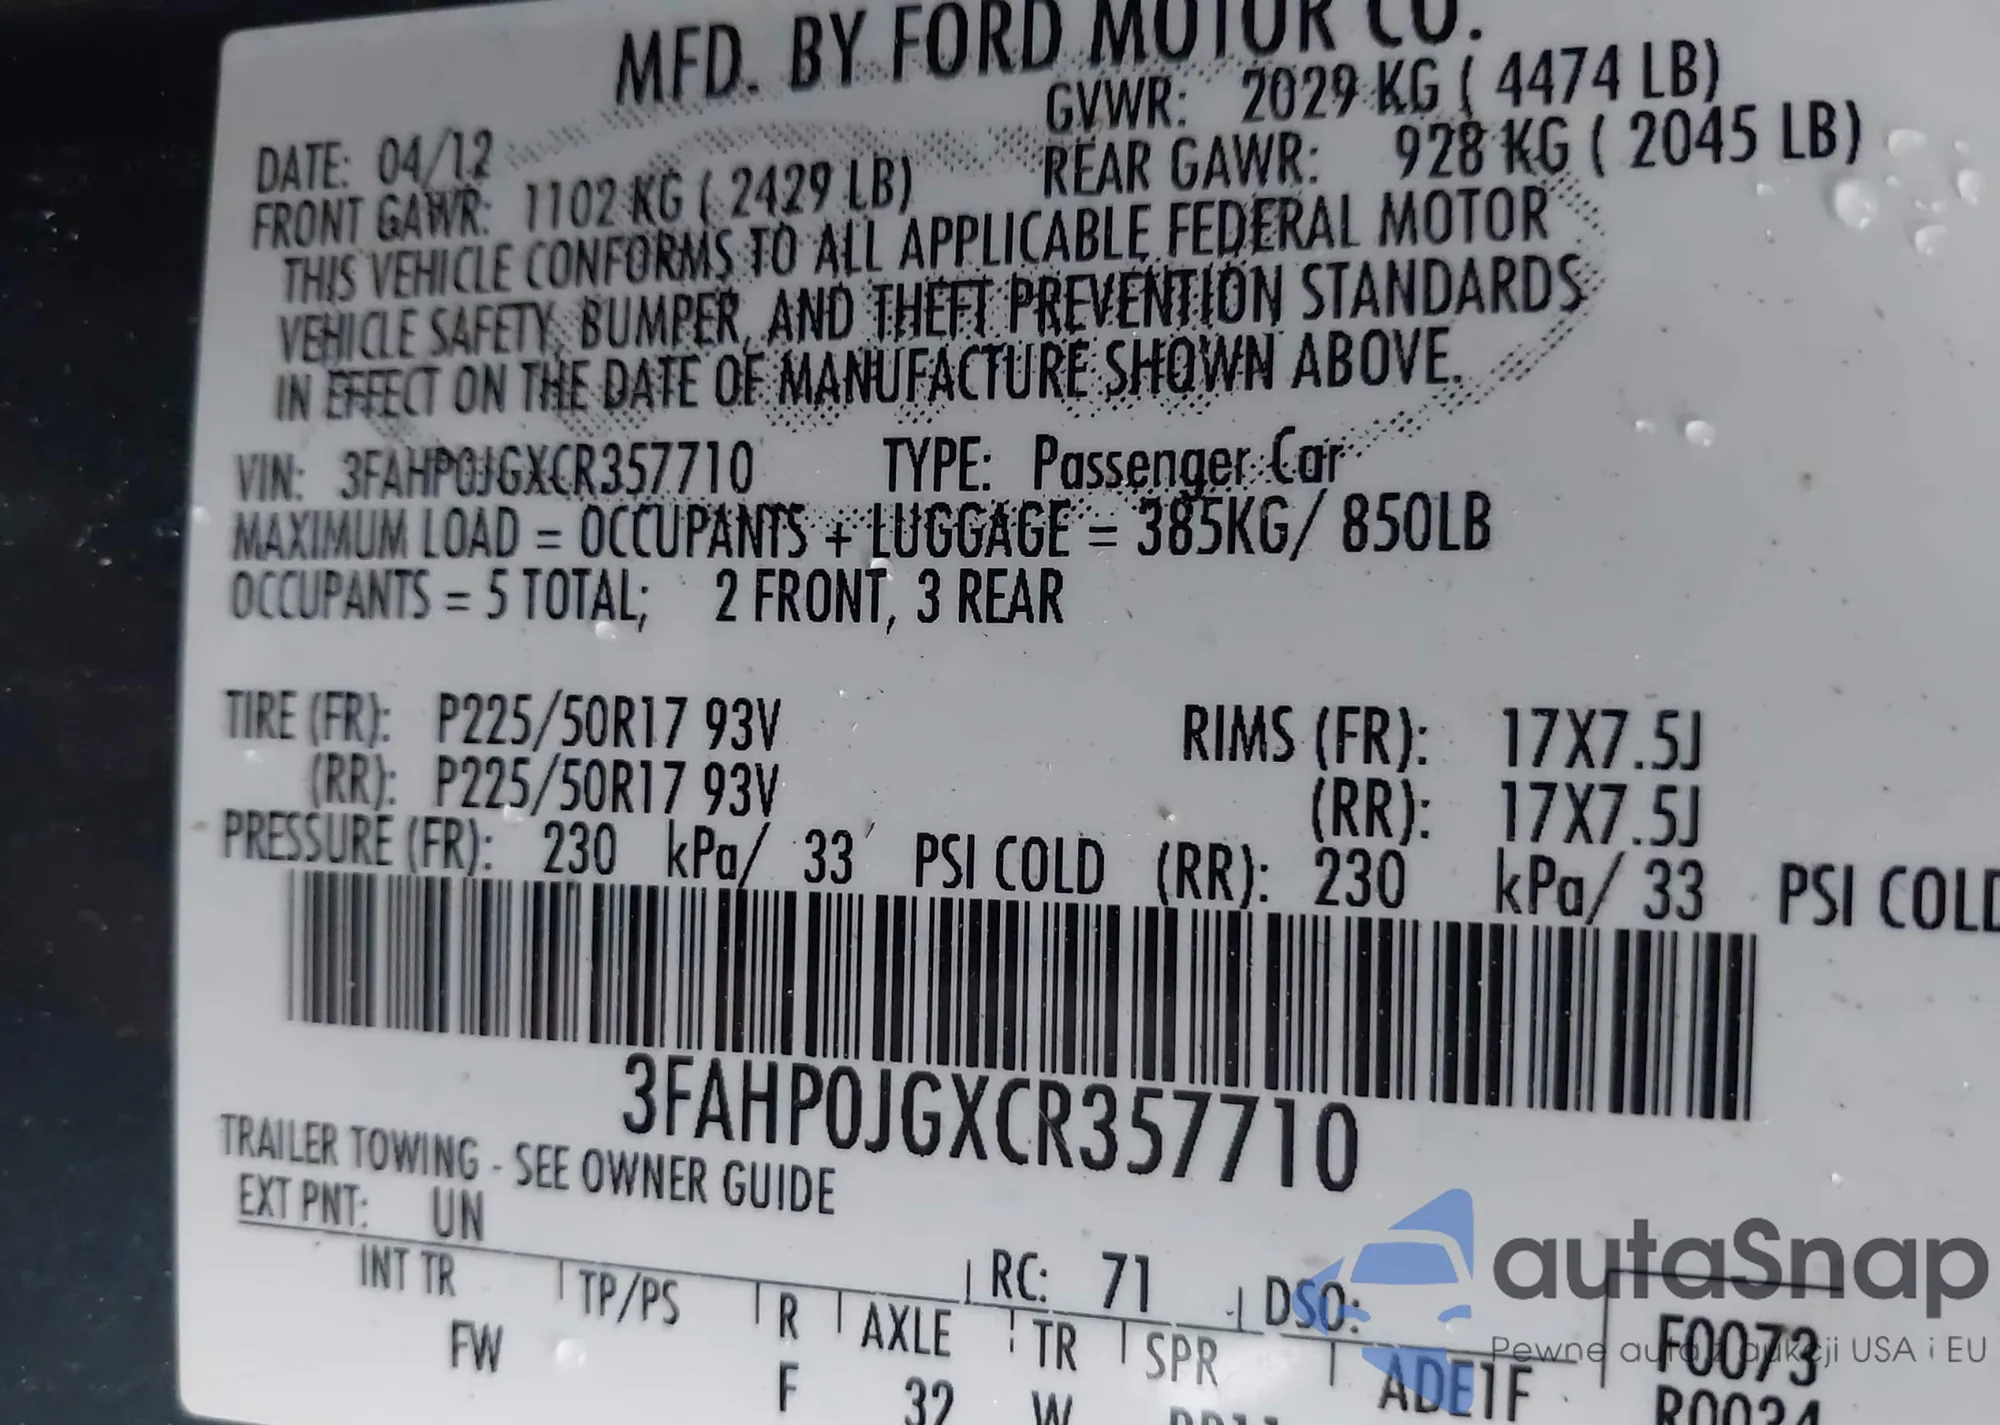 MFD. BY FORD MOTOR CO.
DATE: 04/12 GVWR: 2029 KG ( 4474 LB)
FRONT GAWR: 1102 KG ( 2429 LB) REAR GAWR: 928 KG ( 2045 LB)
THIS VEHICLE CONFORMS TO ALL APPLICABLE FEDERAL MOTOR
VEHICLE SAFETY, BUMPER, AND THEFT PREVENTION STANDARDS
IN EFFECT ON THE DATE OF MANUFACTURE SHOWN ABOVE.
VIN: 3FAHP0JGXCR357710 TYPE: Passenger Car
MAXIMUM LOAD = OCCUPANTS + LUGGAGE = 385KG/ 850LB
OCCUPANTS = 5 TOTAL; 2 FRONT, 3 REAR
TIRE (FR): P225/50R17 93V RIMS (FR): 17X7.5J
(RR): P225/50R17 93V (RR): 17X7.5J
PRESSURE (FR): 230 kPa/ 33 PSI COLD (RR): 230 kPa/ 33 PSI COLD
3FAHP0JGXCR357710
TRAILER TOWING - SEE OWNER GUIDE
EXT PNT: UN RC: 71 DSO:
INT TR TP/PS R AXLE TR SPR F0073
FW F 32 W ADE1F
autaSnap
Pewne auta z aukcji USA i EU